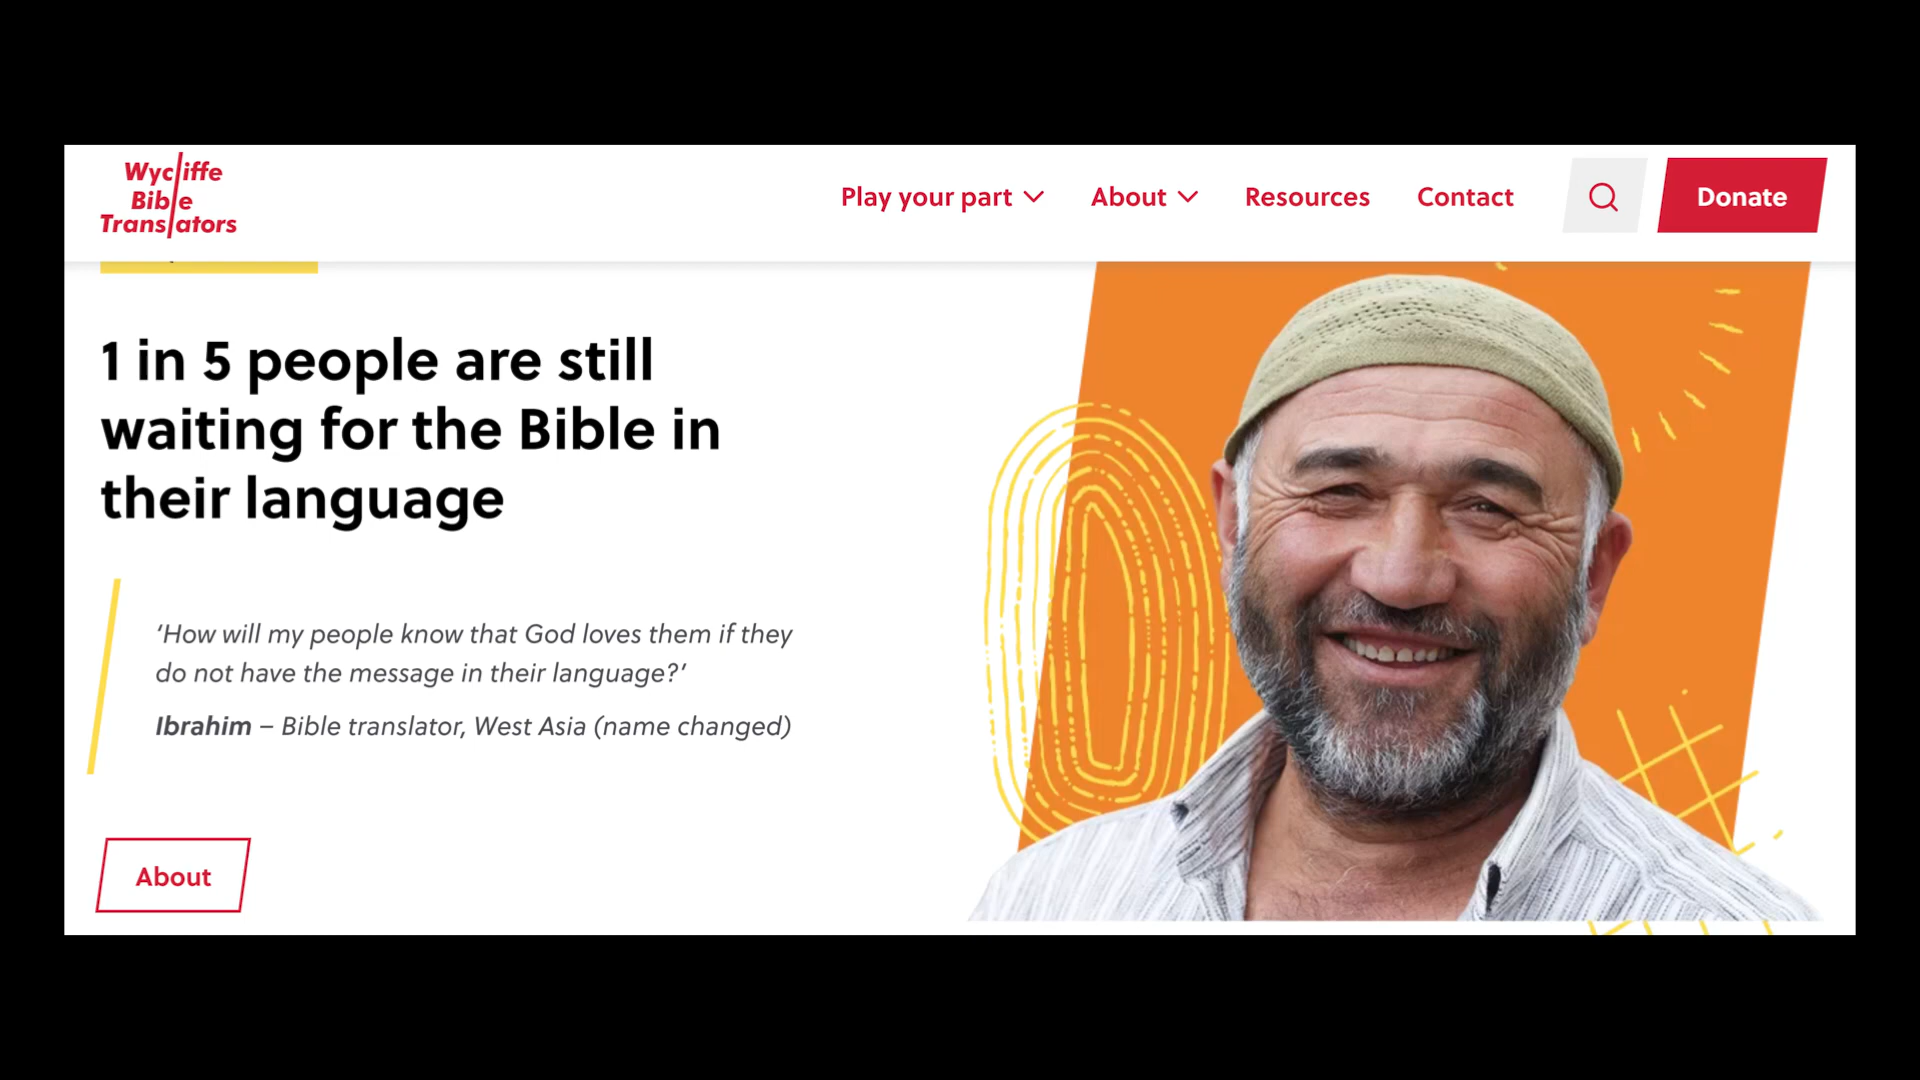 Wycliffe
Bible
Translators
Play your part
About
Resources
Contact
Donate
1 in 5 people are still
waiting for the Bible in
their language
‘How will my people know that God loves them if they
do not have the message in their language?’
Ibrahim – Bible translator, West Asia (name changed)
About